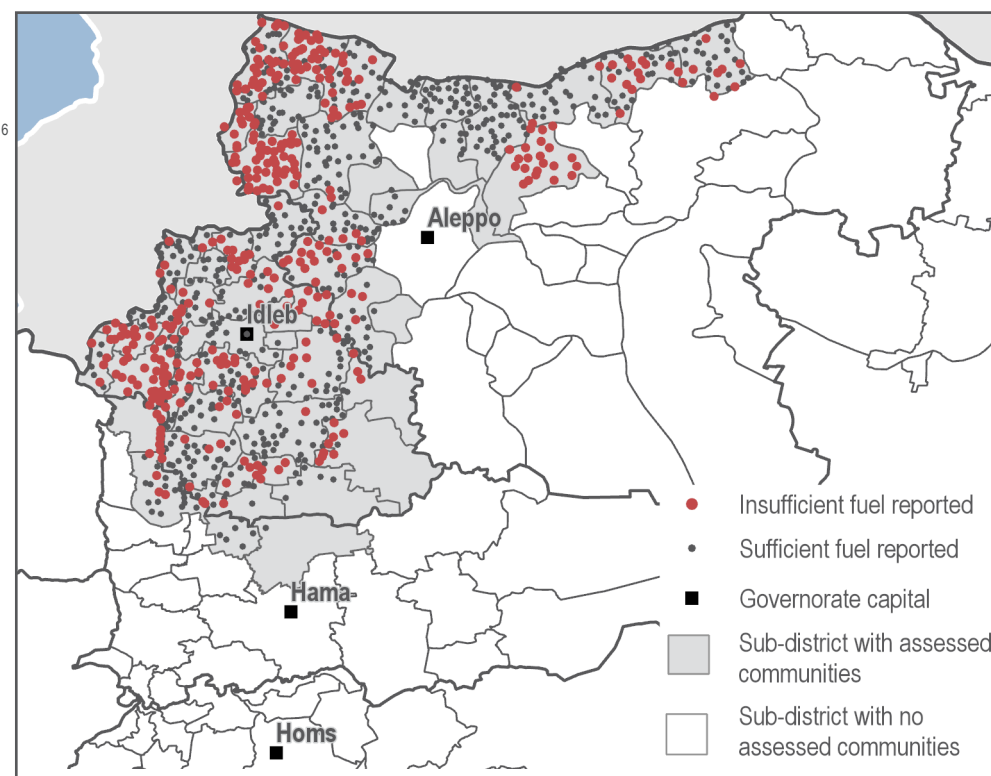 6
Aleppo
Idleb
Insufficient fuel reported
Sufficient fuel reported
Governorate capital
Hama
Sub-district with assessed
communities
Sub-district with no
assessed communities
Homs